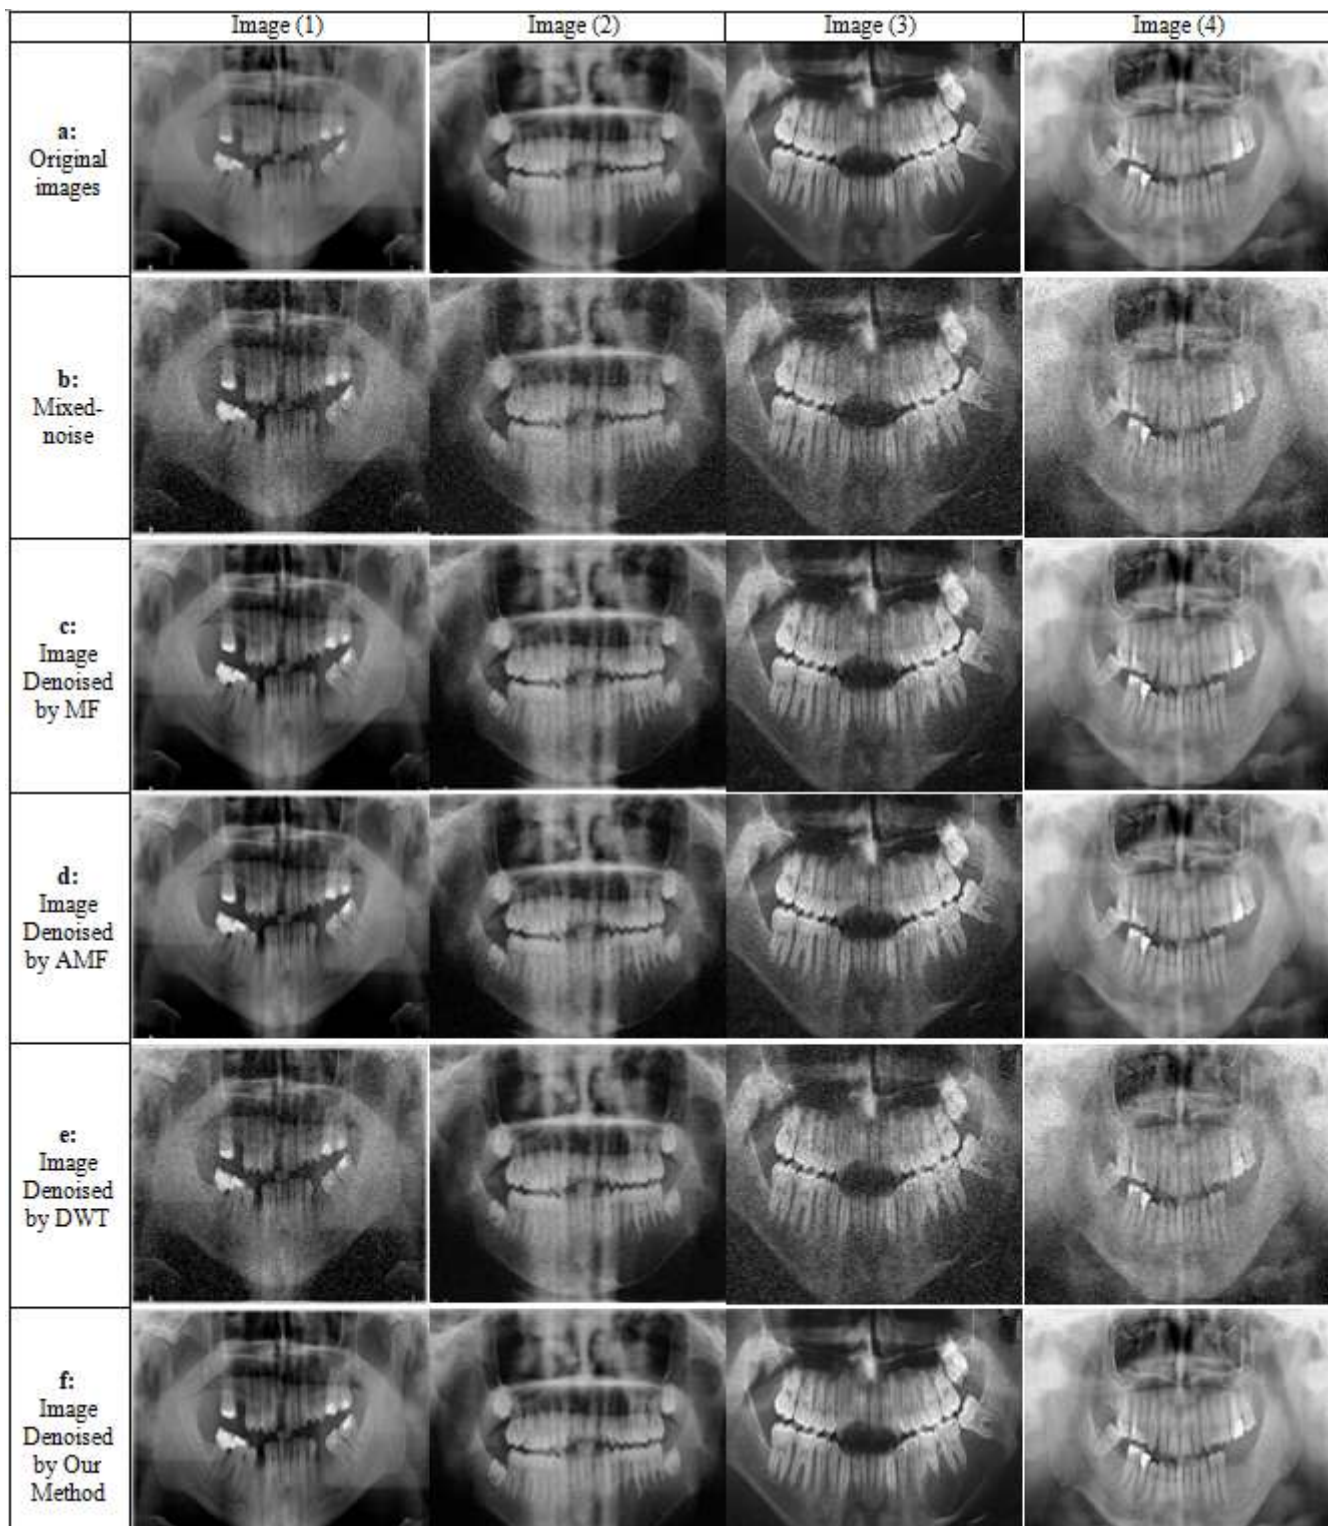 Image (1) Image (2) Image (3) Image (4)
a:
Original
images
b:
Mixed-
noise
c:
Image
Denoised
by MF
d:
Image
Denoised
by AMF
e:
Image
Denoised
by DWT
f:
Image
Denoised
by Our
Method